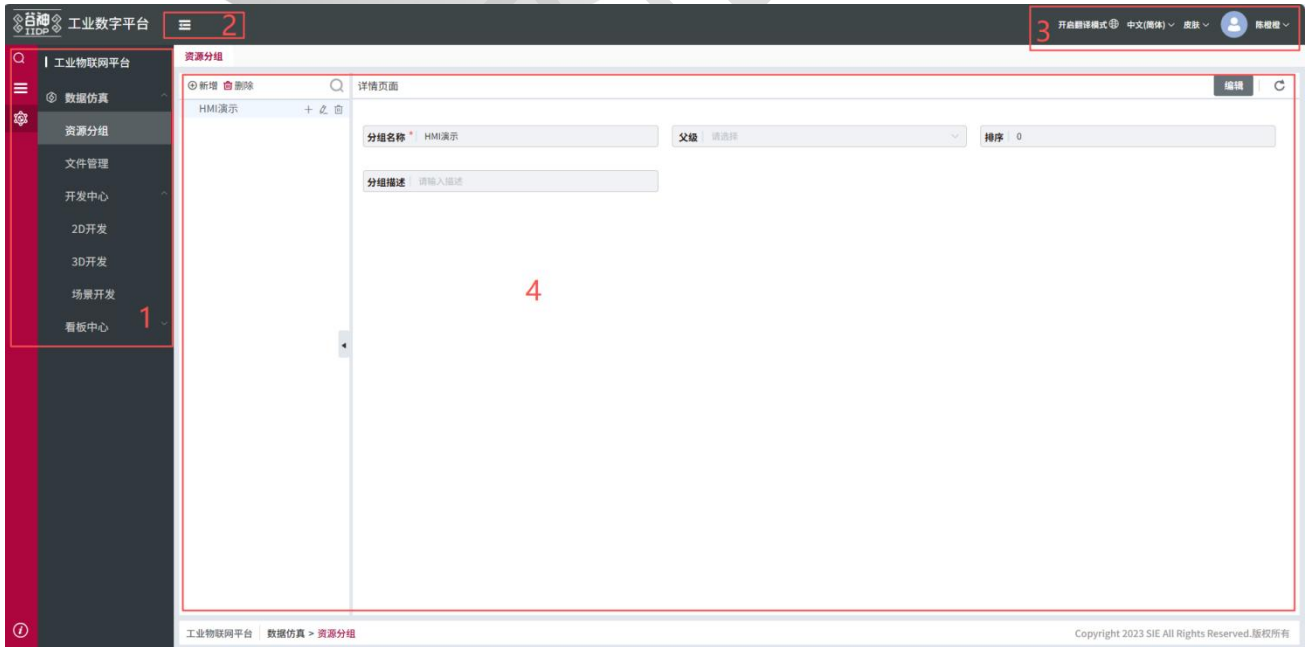 谷神 工业数字平台
IIDP
2
3
开启翻译模式 中文(简体) 皮肤 陈橙橙
工业物联网平台
数据仿真
资源分组
文件管理
开发中心
2D开发
3D开发
场景开发
看板中心
1
资源分组
新增 删除
HMI演示
详情页面
编辑
分组名称 * HMI演示
父级 请选择
排序 0
分组描述 请输入描述
4
工业物联网平台 数据仿真 > 资源分组
Copyright 2023 SIE All Rights Reserved.版权所有